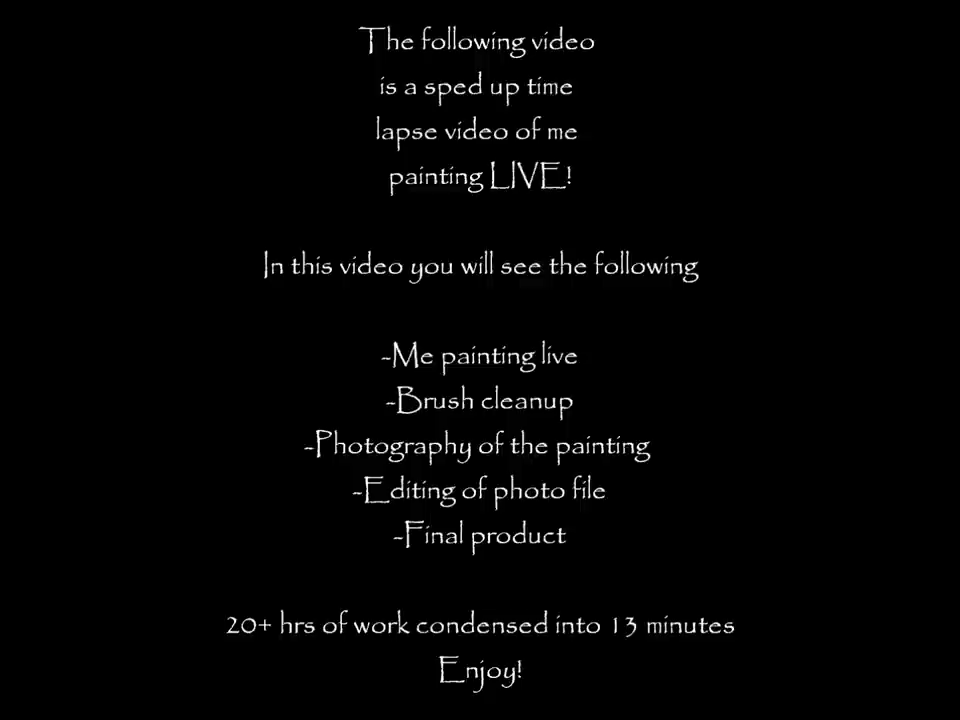 The following video
is a sped up time
lapse video of me
painting LIVE!
In this video you will see the following
-Me painting live
-Brush cleanup
-Photography of the painting
-Editing of photo file
-Final product
20+ hrs of work condensed into 13 minutes
Enjoy!